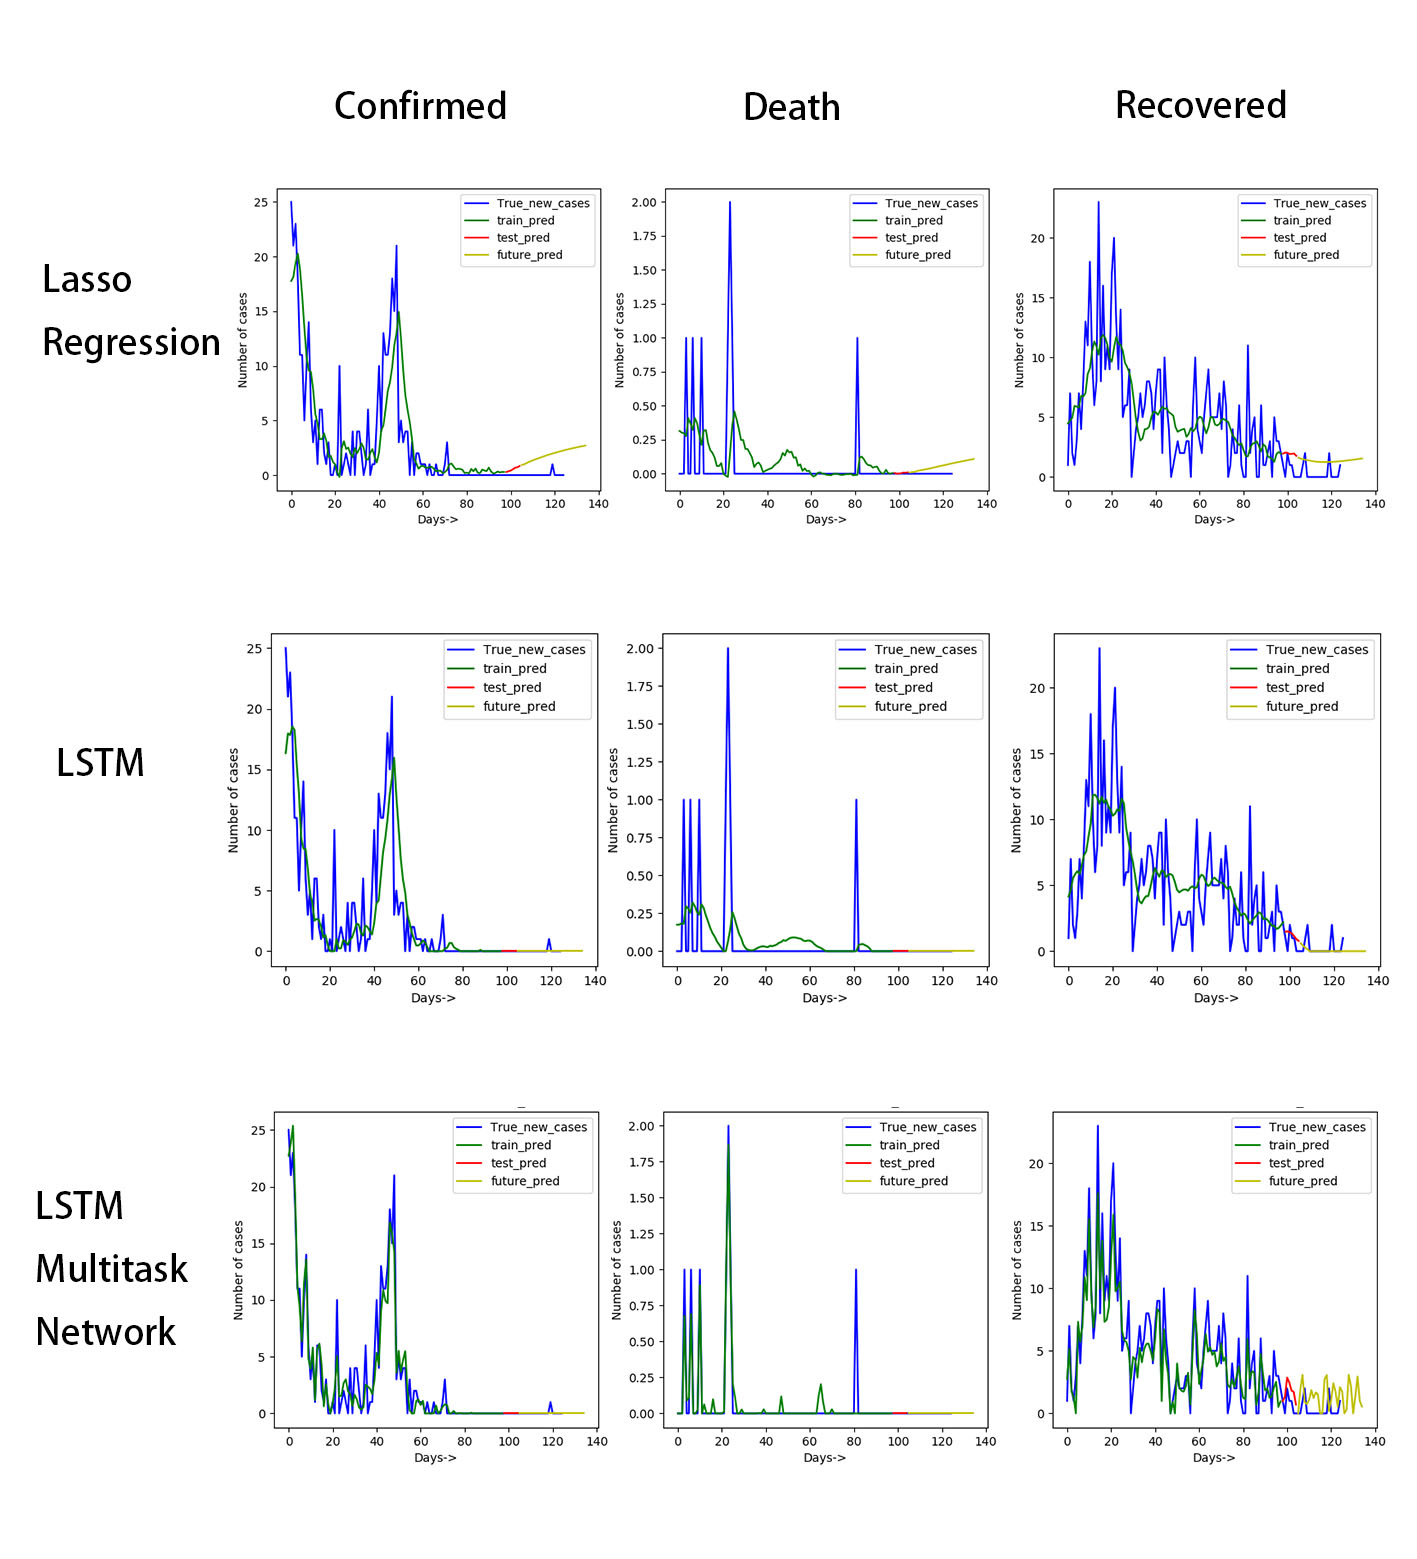 Confirmed Death Recovered
Lasso
Regression
25
20
15
10
5
0
Number of cases
0 20 40 60 80 100 120 140
Days->
True_new_cases
train_pred
test_pred
future_pred
2.00
1.75
1.50
1.25
1.00
0.75
0.50
0.25
0.00
Number of cases
0 20 40 60 80 100 120 140
Days->
True_new_cases
train_pred
test_pred
future_pred
20
15
10
5
0
Number of cases
0 20 40 60 80 100 120 140
Days->
True_new_cases
train_pred
test_pred
future_pred
LSTM
25
20
15
10
5
0
Number of cases
0 20 40 60 80 100 120 140
Days->
True_new_cases
train_pred
test_pred
future_pred
2.00
1.75
1.50
1.25
1.00
0.75
0.50
0.25
0.00
Number of cases
0 20 40 60 80 100 120 140
Days->
True_new_cases
train_pred
test_pred
future_pred
20
15
10
5
0
Number of cases
0 20 40 60 80 100 120 140
Days->
True_new_cases
train_pred
test_pred
future_pred
LSTM
Multitask
Network
25
20
15
10
5
0
Number of cases
0 20 40 60 80 100 120 140
Days->
True_new_cases
train_pred
test_pred
future_pred
2.00
1.75
1.50
1.25
1.00
0.75
0.50
0.25
0.00
Number of cases
0 20 40 60 80 100 120 140
Days->
True_new_cases
train_pred
test_pred
future_pred
20
15
10
5
0
Number of cases
0 20 40 60 80 100 120 140
Days->
True_new_cases
train_pred
test_pred
future_pred